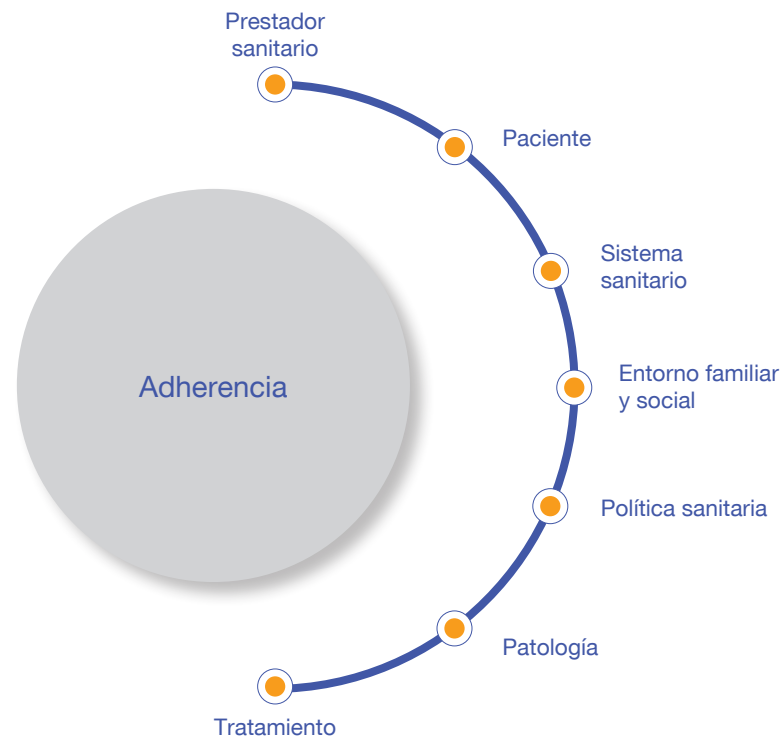 Prestador
sanitario
Paciente
Sistema
sanitario
Adherencia
Entorno familiar
y social
Política sanitaria
Patología
Tratamiento